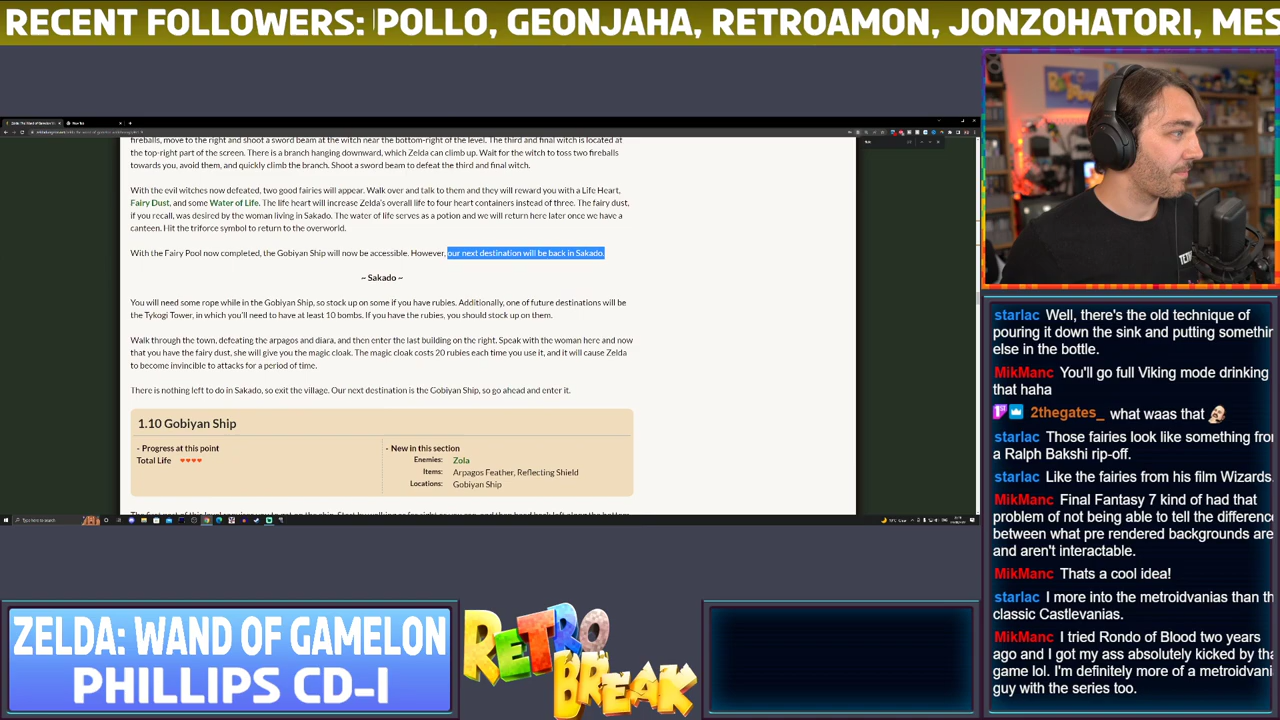 RECENT FOLLOWERS: POLLO, GEONJAHA, RETROAMON, JONZOHATORI, MES
fireballs, move to the right and shoot a sword beam at the witch near the bottom-right of the level. The third and final witch is located at
the top-right part of the screen. There is a branch hanging downward, which Zelda can climb up. Wait for the witch to toss two fireballs
towards you, avoid them, and quickly climb the branch. Shoot a sword beam to defeat the third and final witch.
With the evil witches now defeated, two good fairies will appear. Walk over and talk to them and they will reward you with a Life Heart,
Fairy Dust, and some Water of Life. The life heart will increase Zelda's overall life to four heart containers instead of three. The fairy dust,
if you recall, was desired by the woman living in Sakado. The water of life serves as a potion and we will return here later once we have a
canteen. Hit the triforce symbol to return to the overworld.
With the Fairy Pool now completed, the Gobiyan Ship will now be accessible. However, our next destination will be back in Sakado.
~ Sakado ~
You will need some rope while in the Gobiyan Ship, so stock up on some if you have rubies. Additionally, one of future destinations will be
the Tykogi Tower, in which you'll need to have at least 10 bombs. If you have the rubies, you should stock up on them.
Walk through the town, defeating the arpagos and diara, and then enter the last building on the right. Speak with the woman here and now
that you have the fairy dust, she will give you the magic cloak. The magic cloak costs 20 rubies each time you use it, and it will cause Zelda
to become invincible to attacks for a period of time.
There is nothing left to do in Sakado, so exit the village. Our next destination is the Gobiyan Ship, so go ahead and enter it.
1.10 Gobiyan Ship
- Progress at this point
Total Life
- New in this section
Enemies: Zola
Items: Arpagos Feather, Reflecting Shield
Locations: Gobiyan Ship
Type here to search
ZELDA: WAND OF GAMELON
PHILLIPS CD-I
RETRO
BREAK
starlac Well, there's the old technique of
pouring it down the sink and putting somethin
else in the bottle.
MikManc You'll go full Viking mode drinking
that haha
2thegates_ what waas that
starlac Those fairies look like something fron
a Ralph Bakshi rip-off.
starlac Like the fairies from his film Wizards.
MikManc Final Fantasy 7 kind of had that
problem of not being able to tell the difference
between what pre rendered backgrounds are
and aren't interactable.
MikManc Thats a cool idea!
starlac I more into the metroidvanias than th
classic Castlevanias.
MikManc I tried Rondo of Blood two years
ago and I got my ass absolutely kicked by tha
game lol. I'm definitely more of a metroidvani
guy with the series too.